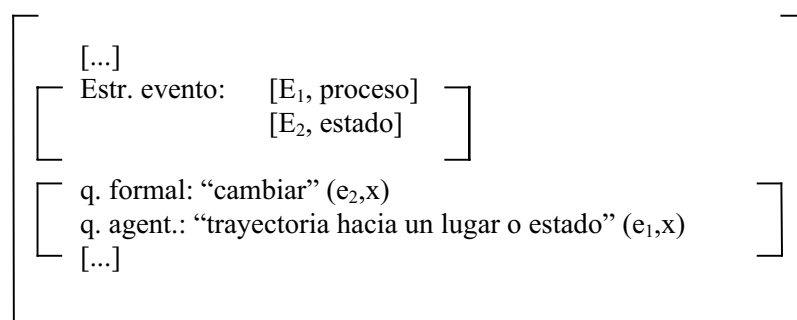 [...]
Estr. evento: [E₁, proceso]
[E₂, estado]
q. formal: “cambiar” (e₂,x)
q. agent.: “trayectoria hacia un lugar o estado” (e₁,x)
[...]